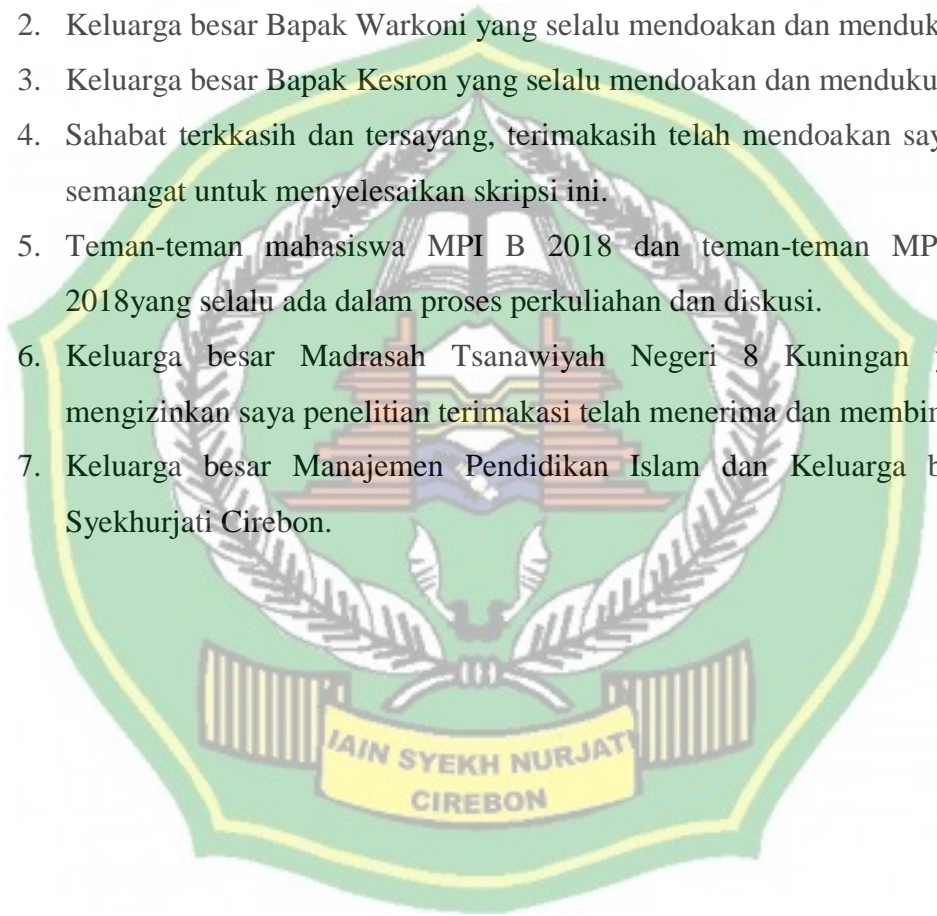 2. Keluarga besar Bapak Warkoni yang selalu mendoakan dan menduk
3. Keluarga besar Bapak Kesron yang selalu mendoakan dan menduku
4. Sahabat terkkasih dan tersayang, terimakasih telah mendoakan say
semangat untuk menyelesaikan skripsi ini.
5. Teman-teman mahasiswa MPI B 2018 dan teman-teman MP
2018yang selalu ada dalam proses perkuliahan dan diskusi.
6. Keluarga besar Madrasah Tsanawiyah Negeri 8 Kuningan y
mengizinkan saya penelitian terimakasi telah menerima dan membin
7. Keluarga besar Manajemen Pendidikan Islam dan Keluarga b
Syekhurjati Cirebon.
IAIN SYEKH NURJATI
CIREBON